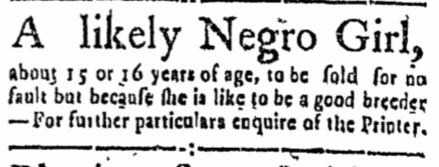 A likely Negro Girl,
about 15 or 16 years of age, to be ſold for no
fault but becauſe ſhe is like to be a good breeder
—For further particulars enquire of the Printer.